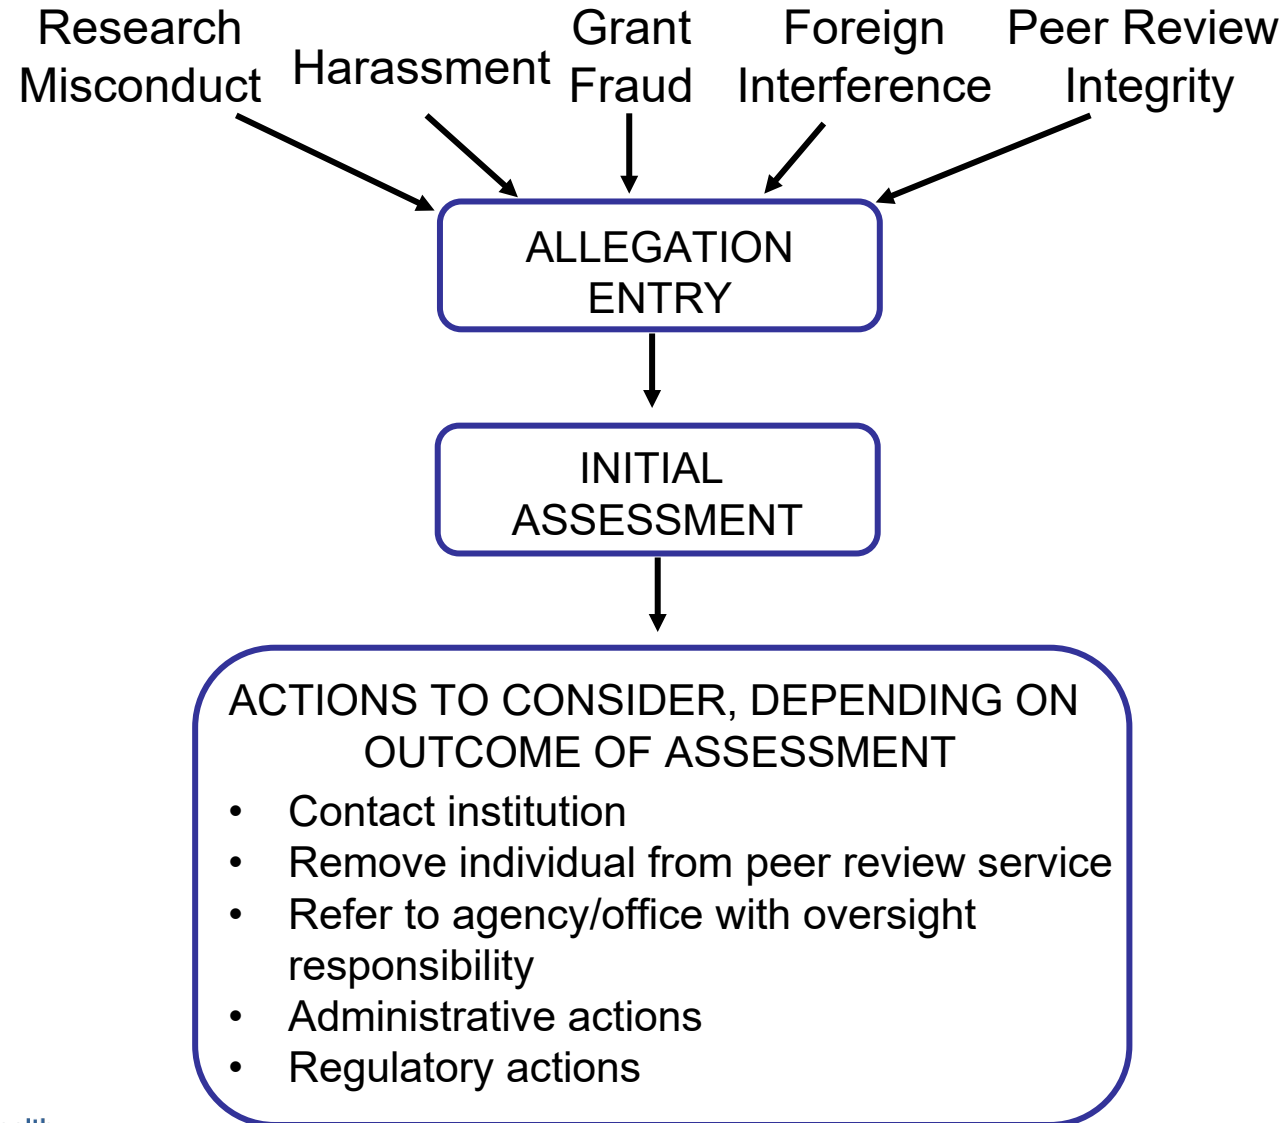 Research
Misconduct
Harassment
Grant
Fraud
Foreign
Interference
Peer Review
Integrity
ALLEGATION
ENTRY
INITIAL
ASSESSMENT
ACTIONS TO CONSIDER, DEPENDING ON
OUTCOME OF ASSESSMENT
• Contact institution
• Remove individual from peer review service
• Refer to agency/office with oversight
responsibility
• Administrative actions
• Regulatory actions